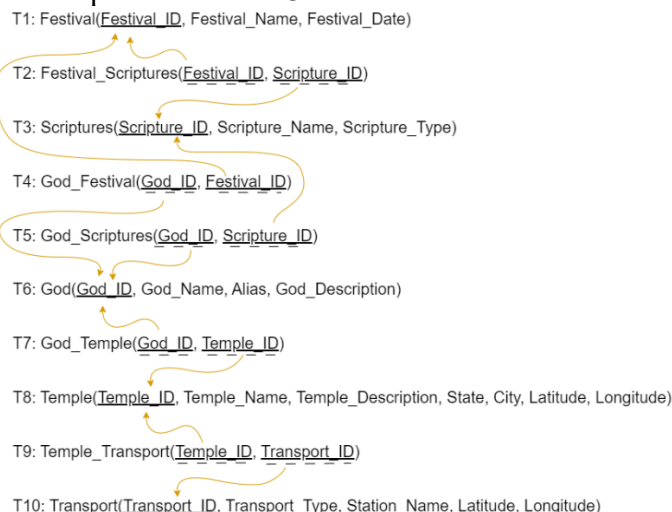 T1: Festival(Festival_ID, Festival_Name, Festival_Date)
T2: Festival_Scriptures(Festival_ID, Scripture_ID)
T3: Scriptures(Scripture_ID, Scripture_Name, Scripture_Type)
T4: God_Festival(God_ID, Festival_ID)
T5: God_Scriptures(God_ID, Scripture_ID)
T6: God(God_ID, God_Name, Alias, God_Description)
T7: God_Temple(God_ID, Temple_ID)
T8: Temple(Temple_ID, Temple_Name, Temple_Description, State, City, Latitude, Longitude)
T9: Temple_Transport(Temple_ID, Transport_ID)
T10: Transport(Transport_ID, Transport_Type, Station_Name, Latitude, Longitude)